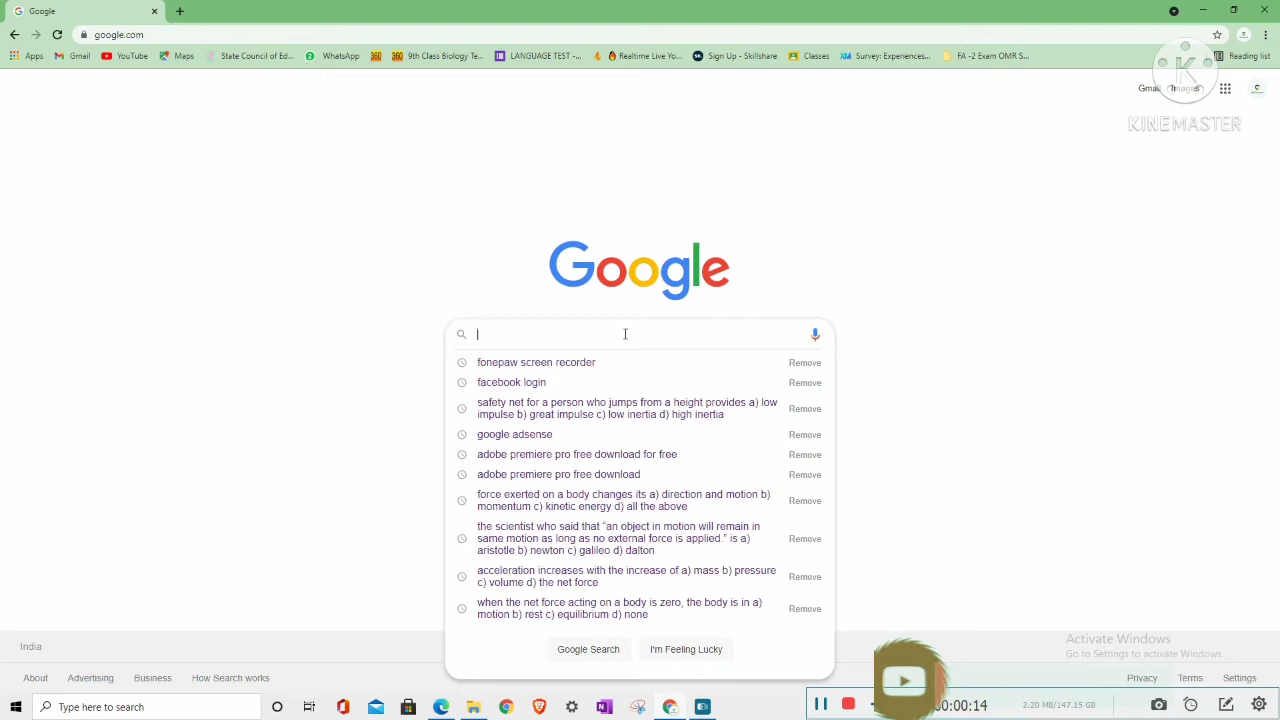 Google
google.com
Apps
Gmail
YouTube
Maps
State Council of Ed...
WhatsApp
9th Class Biology Te...
LANGUAGE TEST -...
Realtime Live Yo...
Sign Up - Skillshare
Classes
Survey: Experiences...
FA -2 Exam OMR S...
Reading list
Gmail Images
KINEMASTER
Google
fonepaw screen recorder Remove
facebook login Remove
safety net for a person who jumps from a height provides a) low
impulse b) great impulse c) low inertia d) high inertia Remove
google adsense Remove
adobe premiere pro free download for free Remove
adobe premiere pro free download Remove
force exerted on a body changes its a) direction and motion b)
momentum c) kinetic energy d) all the above Remove
the scientist who said that “an object in motion will remain in
same motion as long as no external force is applied.” is a)
aristotle b) newton c) galileo d) dalton Remove
acceleration increases with the increase of a) mass b) pressure
c) volume d) the net force Remove
when the net force acting on a body is zero, the body is in a)
motion b) rest c) equilibrium d) none Remove
Google Search I'm Feeling Lucky
India
Activate Windows
Go to Settings to activate Windows.
About Advertising Business How Search works
Privacy Terms Settings
Type here to search
00:00:14
2.20 MB/147.15 GB